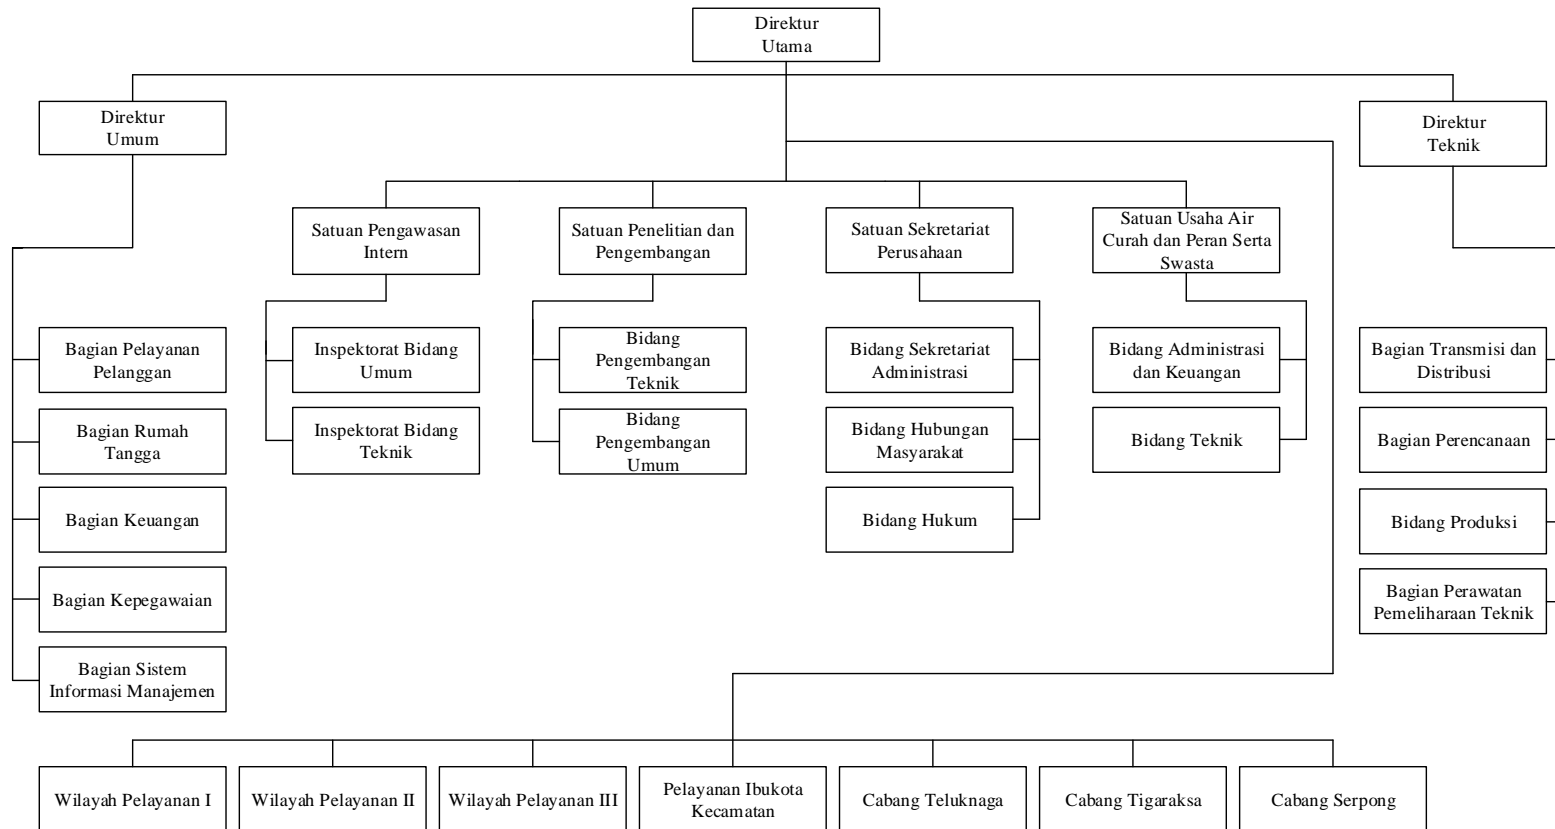 Direktur
Utama
Direktur
Umum
Direktur
Teknik
Satuan Pengawasan
Intern
Satuan Penelitian dan
Pengembangan
Satuan Sekretariat
Perusahaan
Satuan Usaha Air
Curah dan Peran Serta
Swasta
Bagian Pelayanan
Pelanggan
Bagian Rumah
Tangga
Bagian Keuangan
Bagian Kepegawaian
Bagian Sistem
Informasi Manajemen
Inspektorat Bidang
Umum
Inspektorat Bidang
Teknik
Bidang
Pengembangan
Teknik
Bidang
Pengembangan
Umum
Bidang Sekretariat
Administrasi
Bidang Hubungan
Masyarakat
Bidang Hukum
Bidang Administrasi
dan Keuangan
Bidang Teknik
Bagian Transmisi dan
Distribusi
Bagian Perencanaan
Bidang Produksi
Bagian Perawatan
Pemeliharaan Teknik
Wilayah Pelayanan I
Wilayah Pelayanan II
Wilayah Pelayanan III
Pelayanan Ibukota
Kecamatan
Cabang Teluknaga
Cabang Tigaraksa
Cabang Serpong